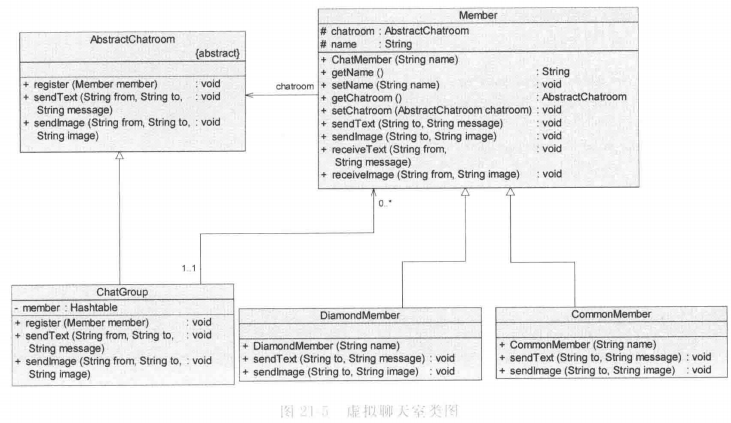 AbstractChatroom
{abstract}
+ register (Member member) : void
+ sendText (String from, String to, : void
String message)
+ sendImage (String from, String to, : void
String image)
chatroom
Member
# chatroom : AbstractChatroom
# name : String
+ ChatMember (String name)
+ getName () : String
+ setName (String name) : void
+ getChatroom () : AbstractChatroom
+ setChatroom (AbstractChatroom chatroom) : void
+ sendText (String to, String message) : void
+ sendImage (String to, String image) : void
+ receiveText (String from, : void
String message)
+ receiveImage (String from, String image) : void
0..*
1..1
ChatGroup
- member : Hashtable
+ register (Member member) : void
+ sendText (String from, String to, : void
String message)
+ sendImage (String from, String to, : void
String image)
DiamondMember
+ DiamondMember (String name)
+ sendText (String to, String message) : void
+ sendImage (String to, String image) : void
CommonMember
+ CommonMember (String name)
+ sendText (String to, String message) : void
+ sendImage (String to, String image) : void
图 21-5 虚拟聊天室类图